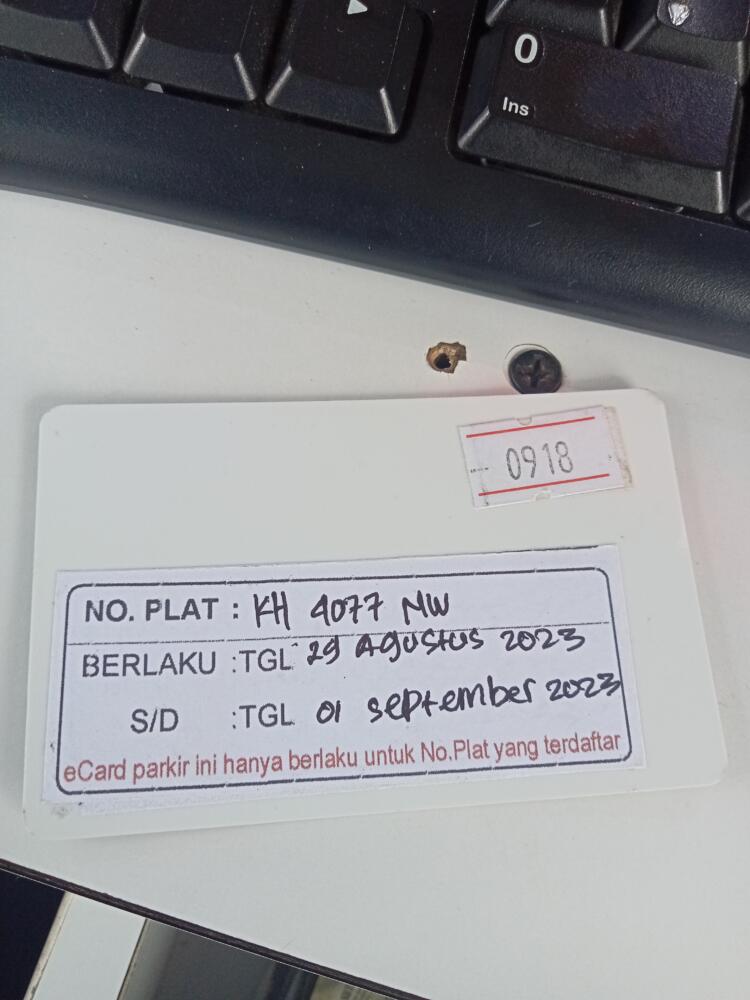 0
Ins
0918
NO. PLAT : KH 4077 MW
BERLAKU :TGL 29 Agustus 2023
S/D :TGL 01 september 2023
eCard parkir ini hanya berlaku untuk No.Plat yang terdaftar